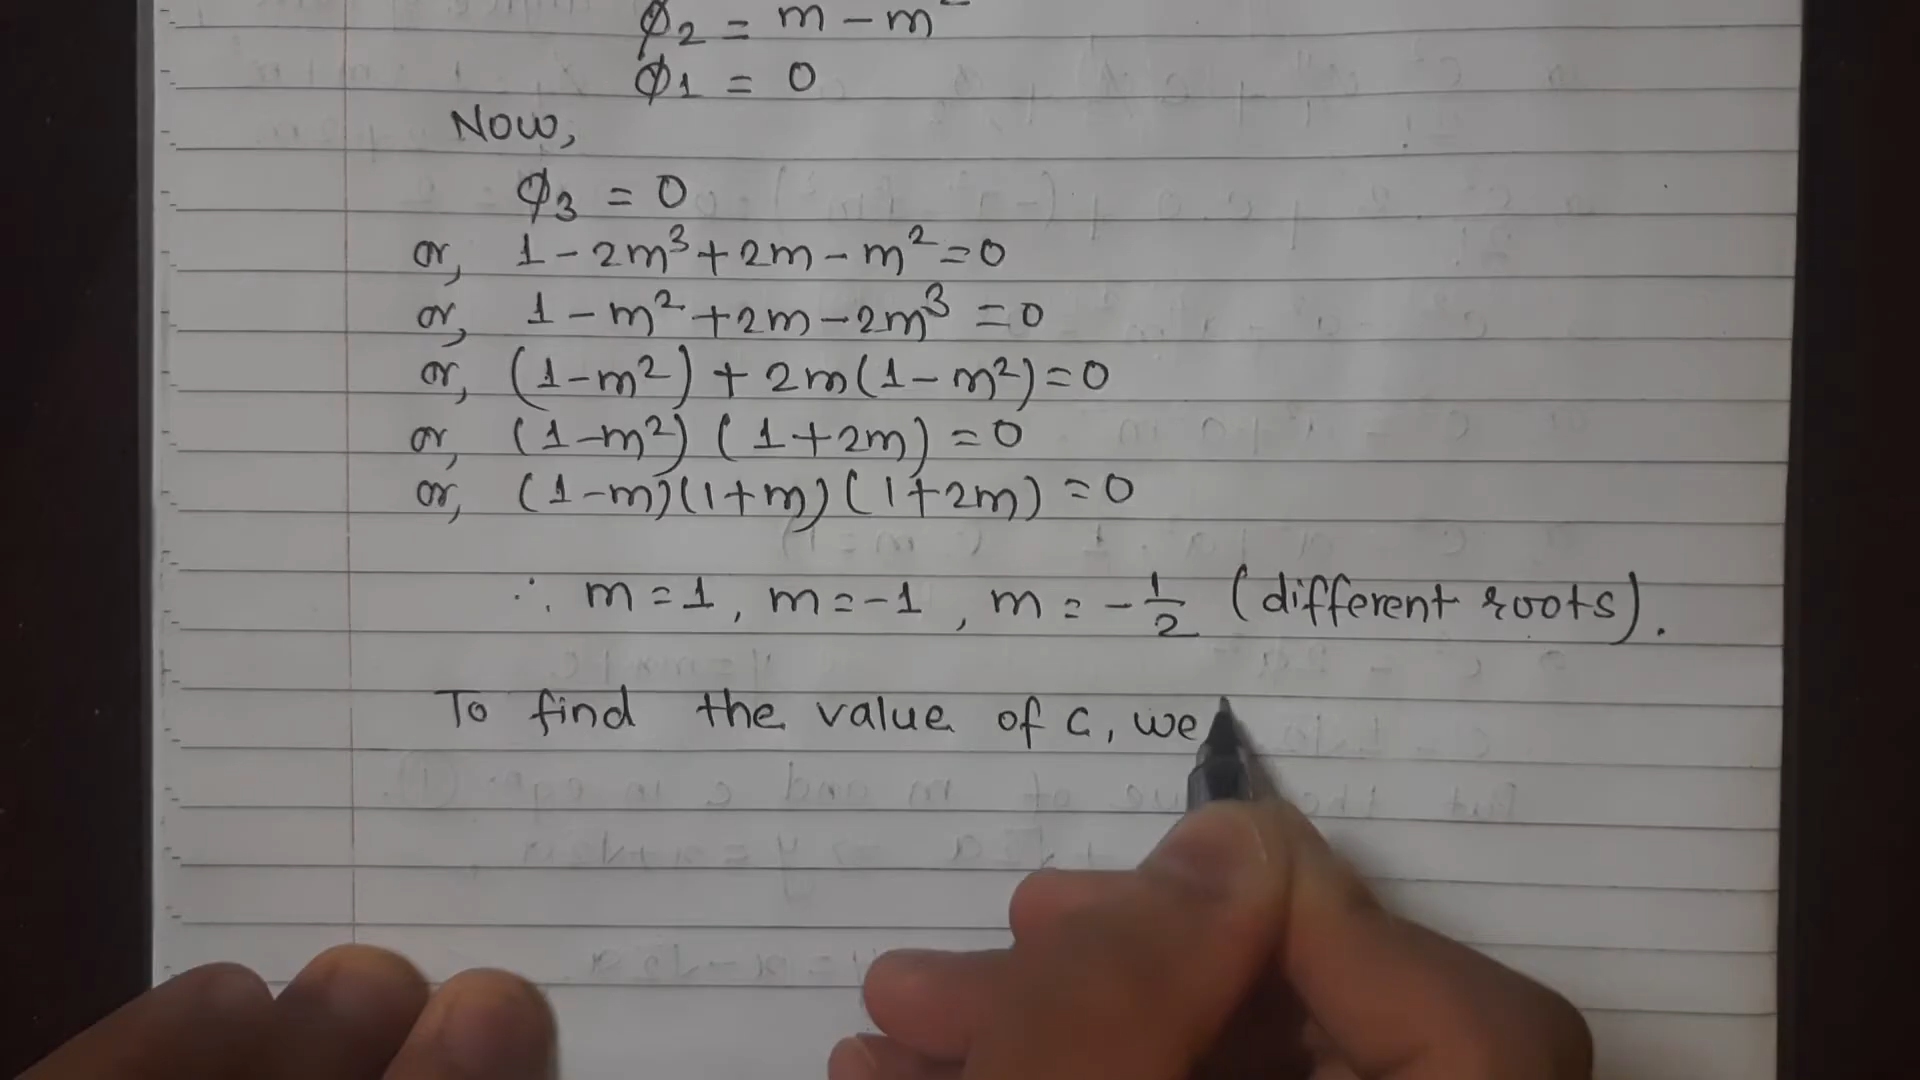 φ₂ = m - m²
φ₁ = 0
Now,
φ₃ = 0
or, 1 - 2m³ + 2m - m² = 0
or, 1 - m² + 2m - 2m³ = 0
or, (1 - m²) + 2m(1 - m²) = 0
or, (1 - m²) (1 + 2m) = 0
or, (1 - m)(1 + m)(1 + 2m) = 0
∴ m = 1, m = -1, m = -1/2 (different roots).
To find the value of c, we